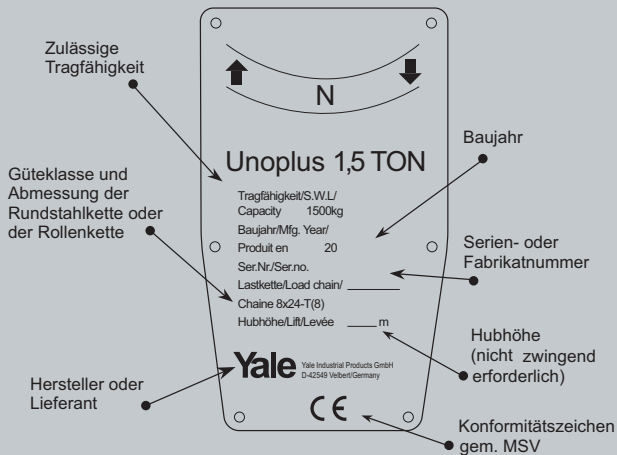 Zulässige
Tragfähigkeit
Güteklasse und
Abmessung der
Rundstahlkette oder
der Rollenkette
Hersteller oder
Lieferant
N
Unoplus 1,5 TON
Tragfähigkeit/S.W.L/
Capacity 1500kg
Baujahr/Mfg. Year/
Produit en 20
Ser.Nr./Ser.no.
Lastkette/Load chain/
Chaine 8x24-T(8)
Hubhöhe/Lift/Levée ____ m
Yale Yale Industrial Products GmbH
D-42549 Velbert/Germany
CE
Baujahr
Serien- oder
Fabrikatnummer
Hubhöhe
(nicht zwingend
erforderlich)
Konformitätszeichen
gem. MSV